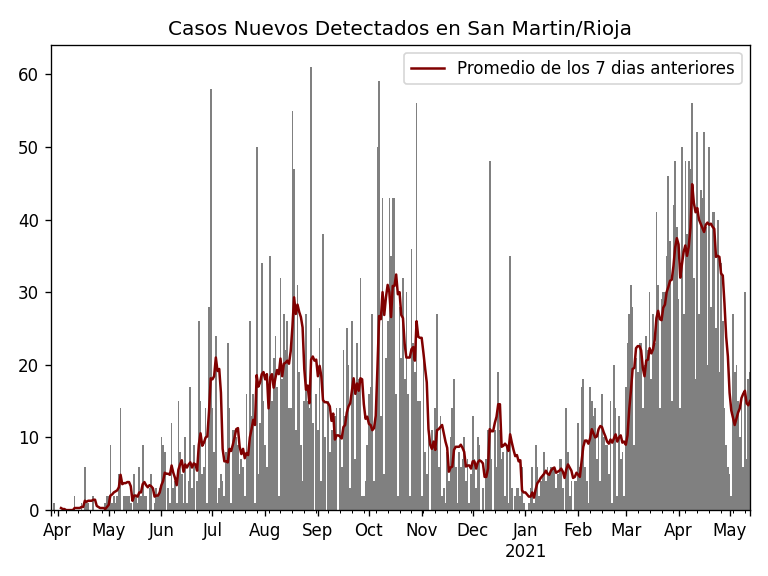 Casos Nuevos Detectados en San Martin/Rioja
Promedio de los 7 dias anteriores
60
50
40
30
20
10
0
Apr May Jun Jul Aug Sep Oct Nov Dec Jan Feb Mar Apr May
2021